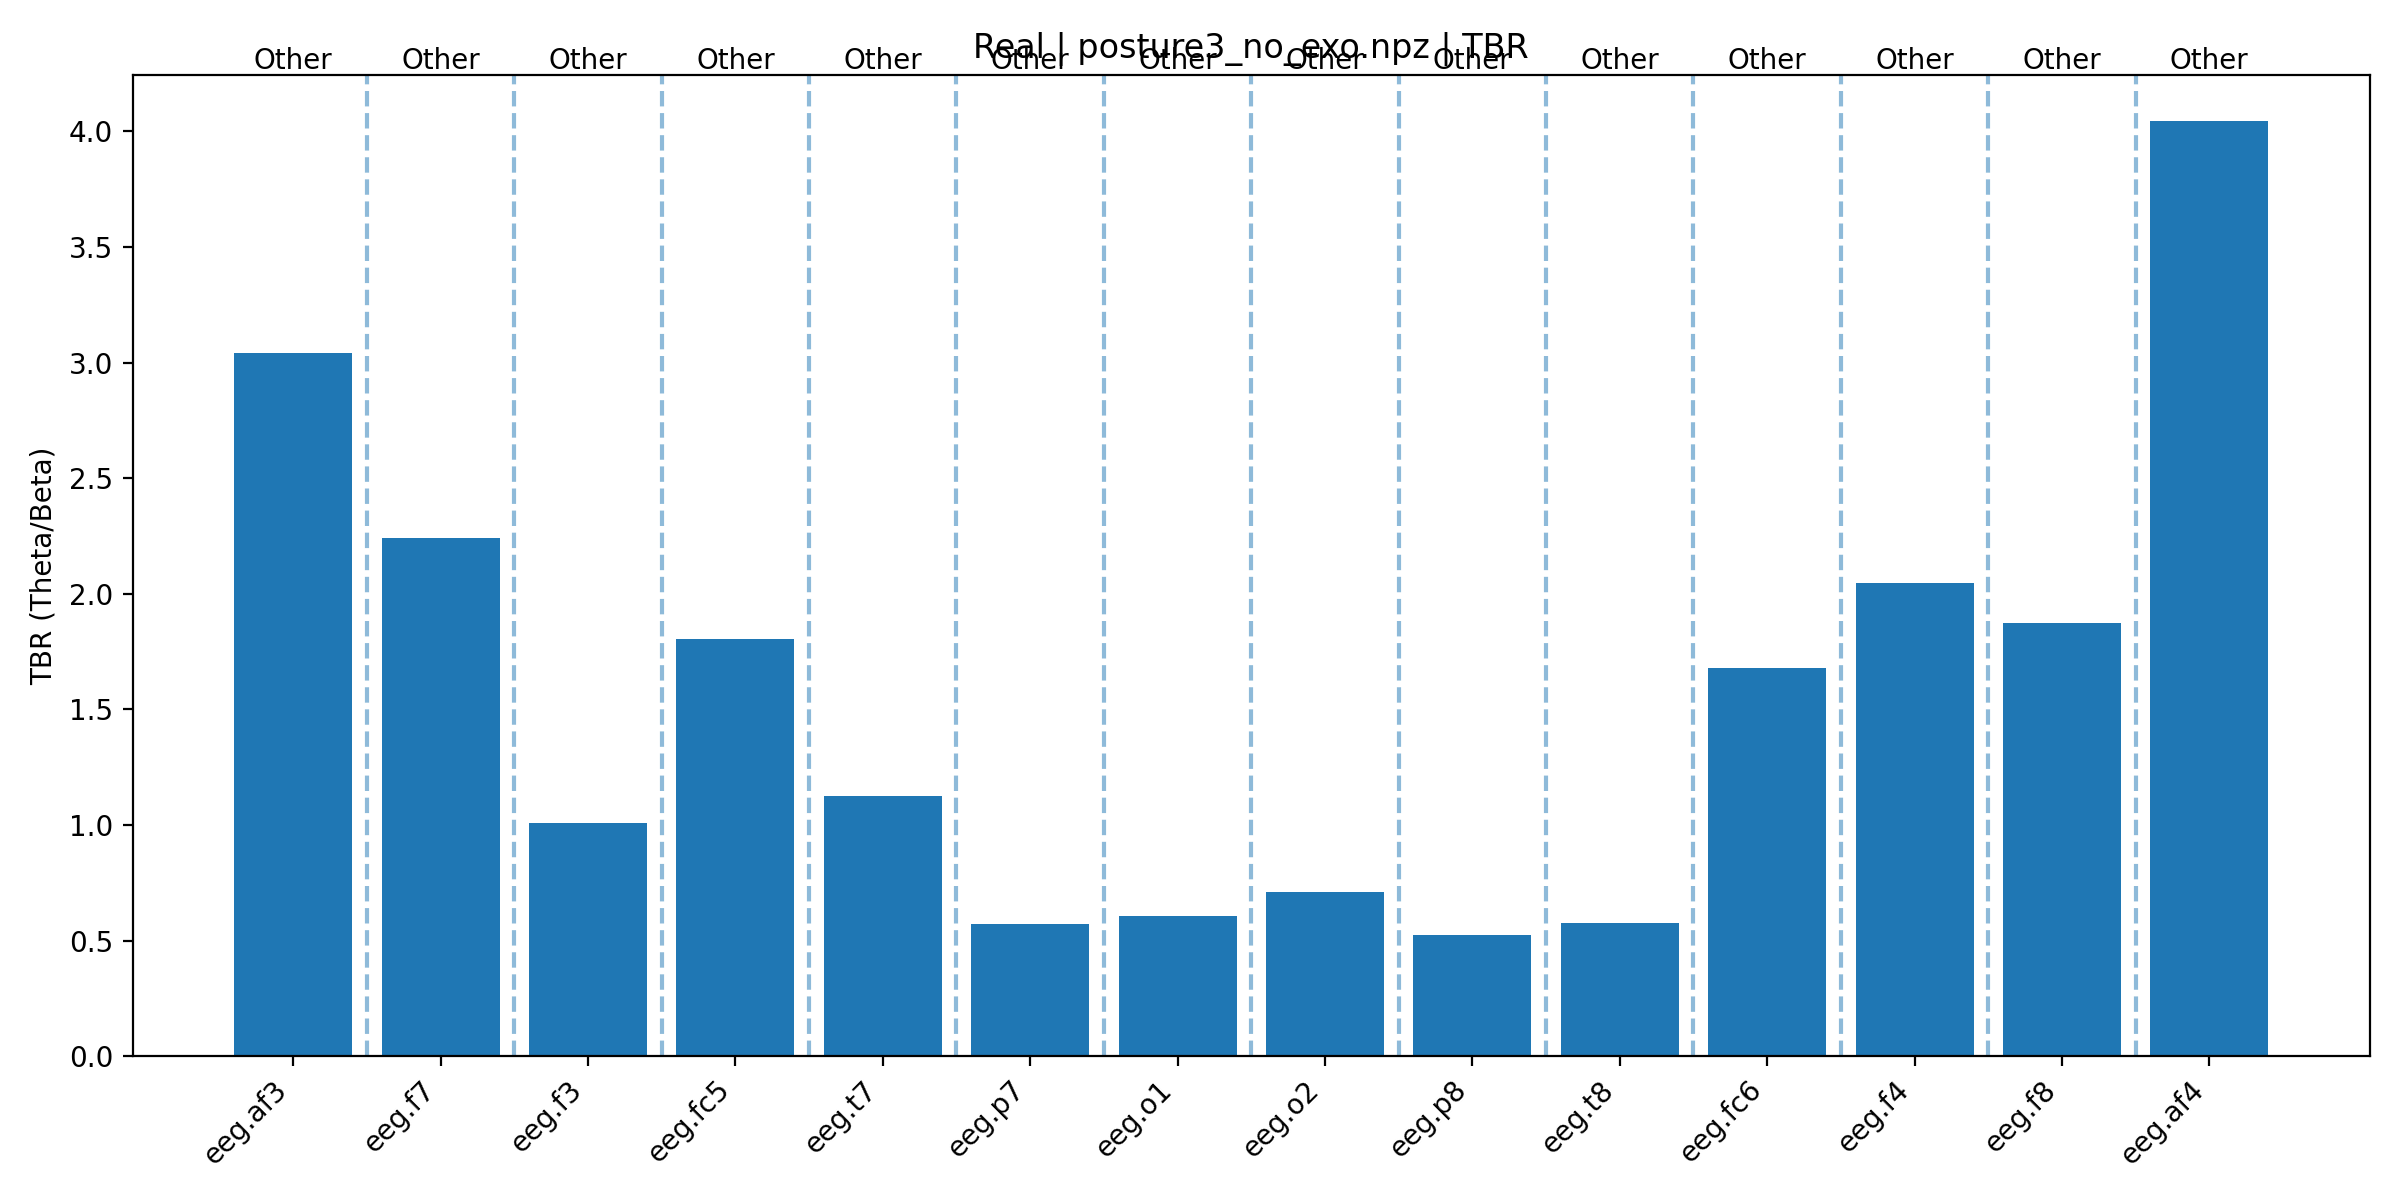 Real | posture3_no_exo.npz | TBR
Other Other Other Other Other Other Other Other Other Other Other Other Other Other
4.0
3.5
3.0
2.5
2.0
1.5
1.0
0.5
0.0
TBR (Theta/Beta)
eeg.af3 eeg.f7 eeg.f3 eeg.fc5 eeg.t7 eeg.p7 eeg.o1 eeg.o2 eeg.p8 eeg.t8 eeg.fc6 eeg.f4 eeg.f8 eeg.af4